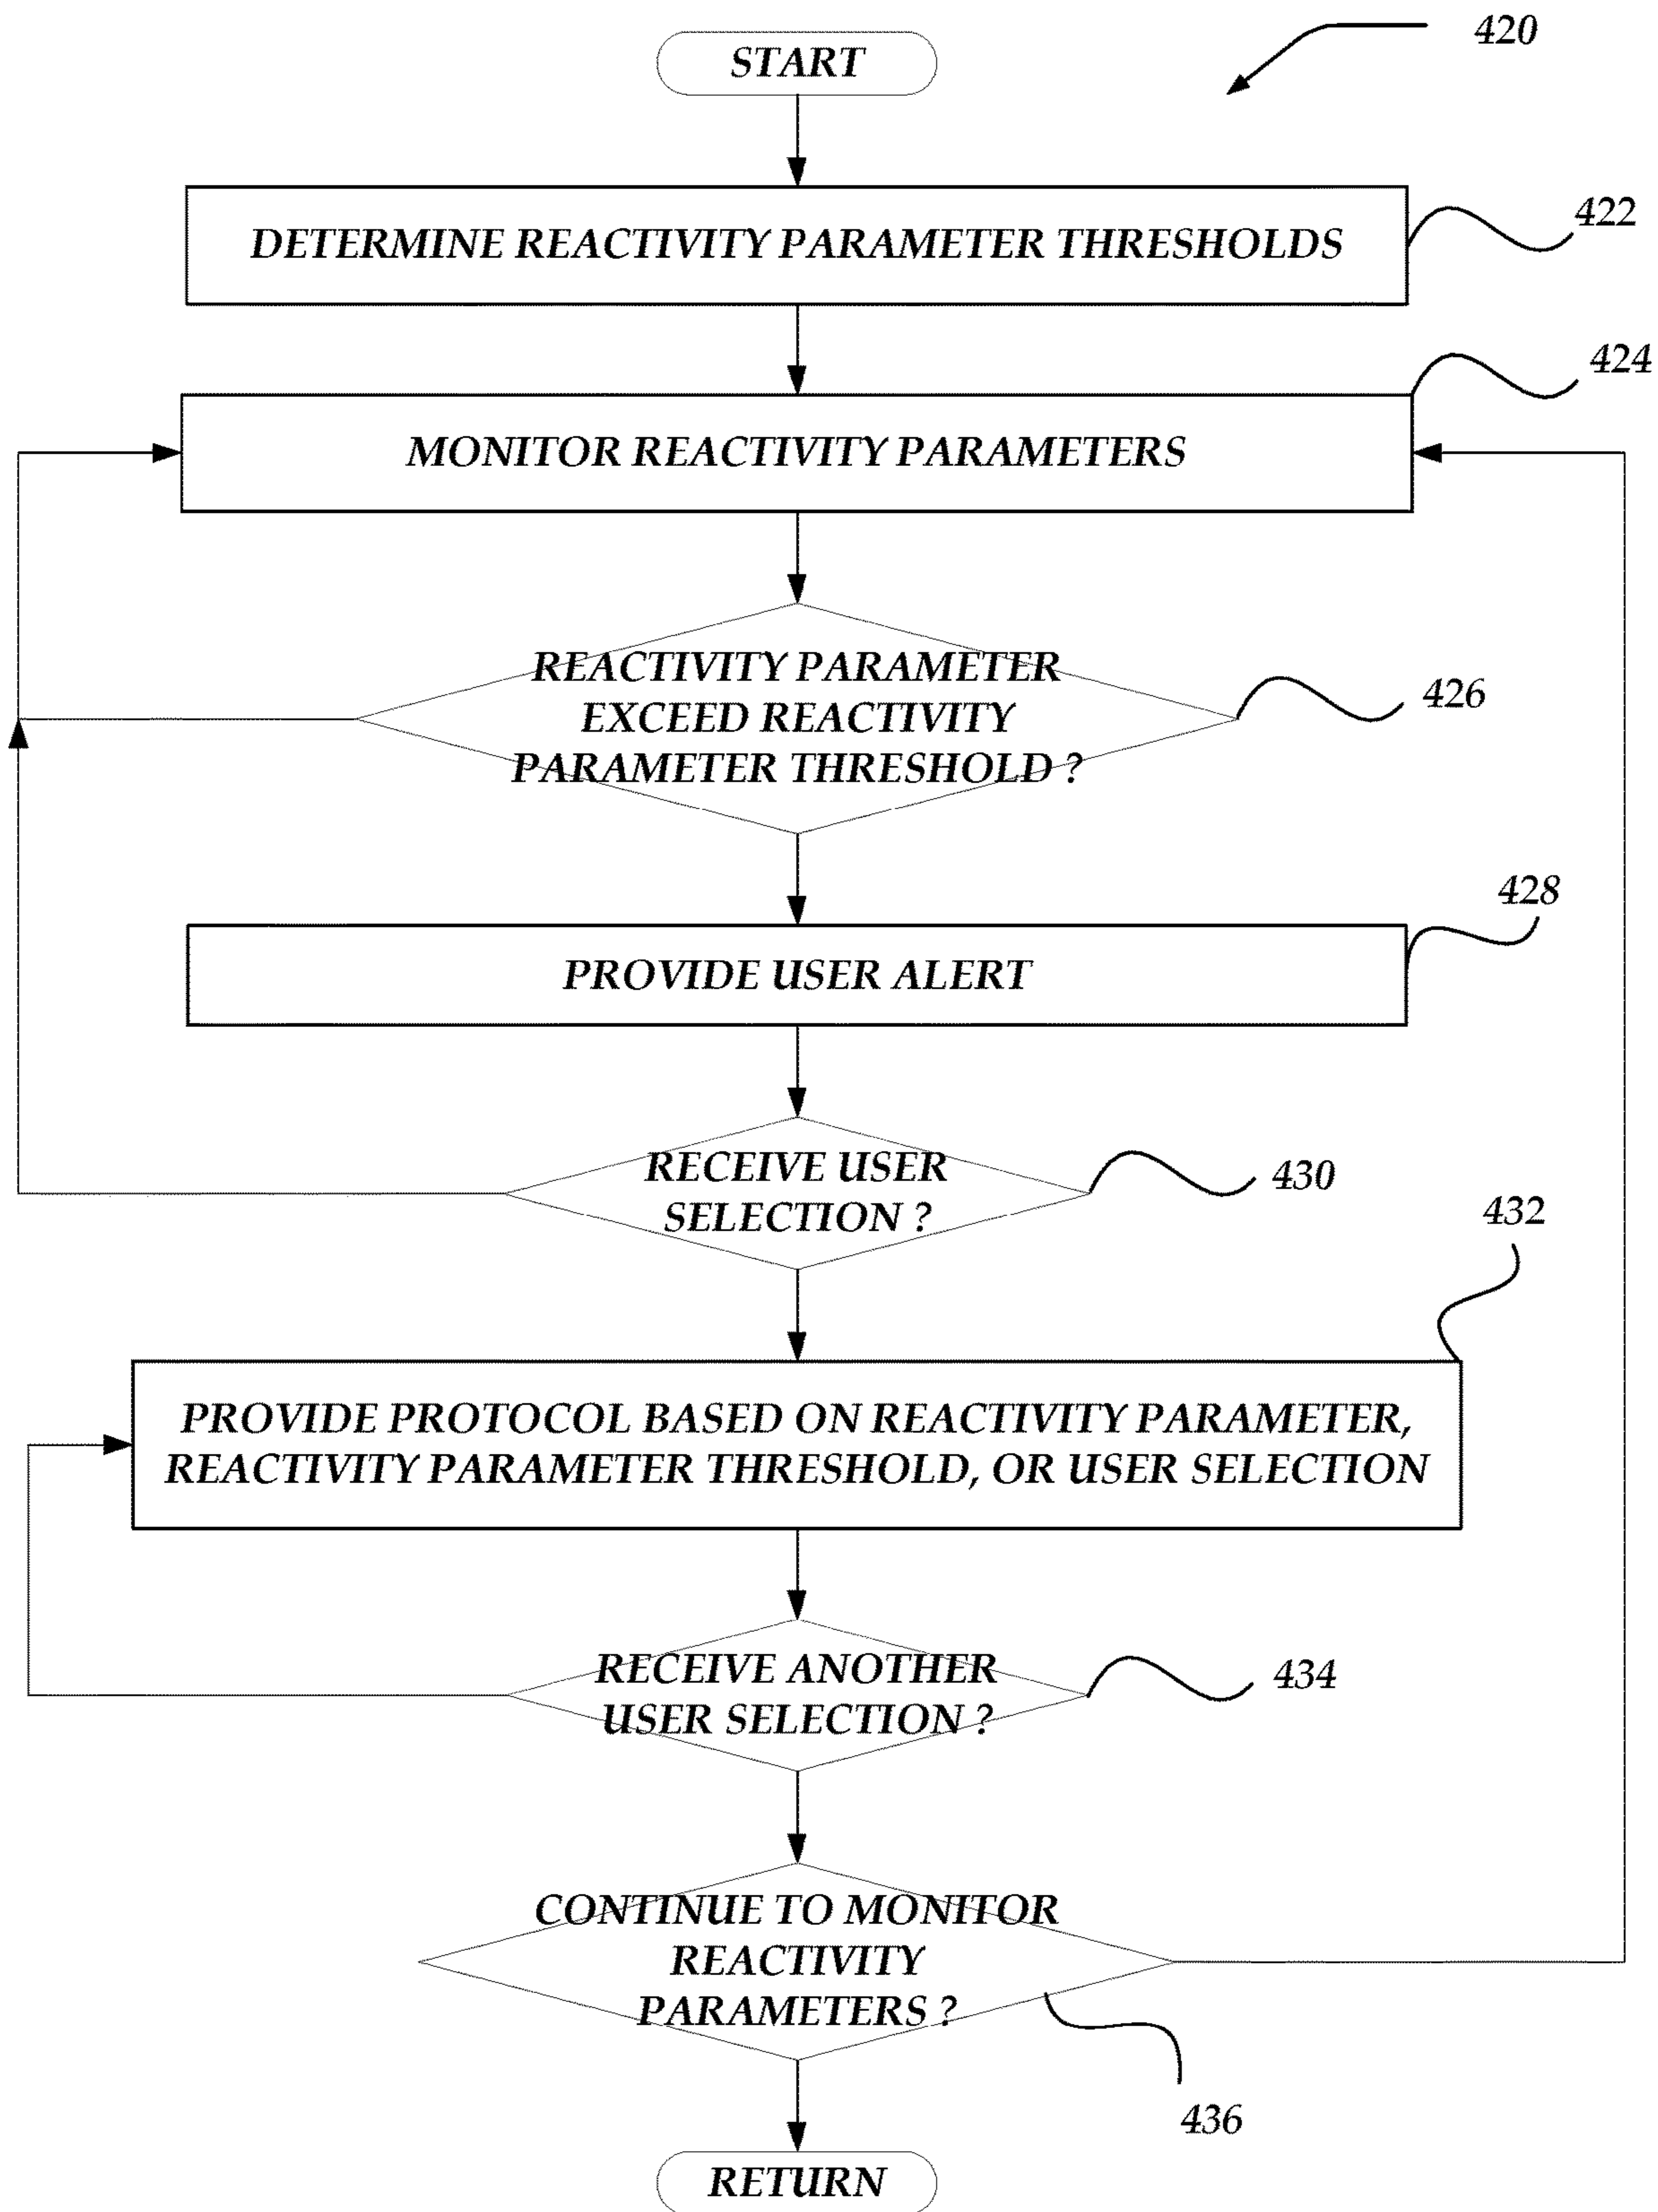 START
420
DETERMINE REACTIVITY PARAMETER THRESHOLDS
422
424
MONITOR REACTIVITY PARAMETERS
REACTIVITY PARAMETER
EXCEED REACTIVITY
PARAMETER THRESHOLD ?
426
428
PROVIDE USER ALERT
RECEIVE USER
SELECTION ?
430
432
PROVIDE PROTOCOL BASED ON REACTIVITY PARAMETER,
REACTIVITY PARAMETER THRESHOLD, OR USER SELECTION
RECEIVE ANOTHER
USER SELECTION ?
434
CONTINUE TO MONITOR
REACTIVITY
PARAMETERS ?
436
RETURN